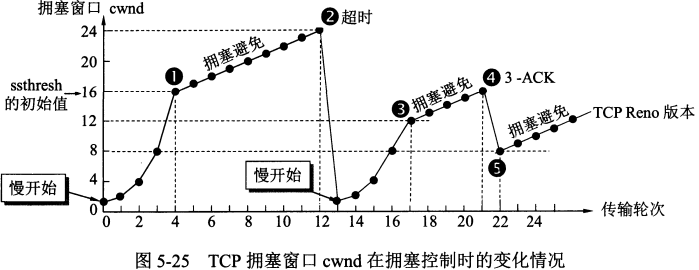 拥塞窗口 cwnd
24
20
16
12
8
4
0
ssthresh
的初始值
慢开始
❶
拥塞避免
❷超时
慢开始
❸
拥塞避免
❹ 3-ACK
❺
拥塞避免
TCP Reno 版本
0 2 4 6 8 10 12 14 16 18 20 22 24
传输轮次
图 5-25 TCP 拥塞窗口 cwnd 在拥塞控制时的变化情况